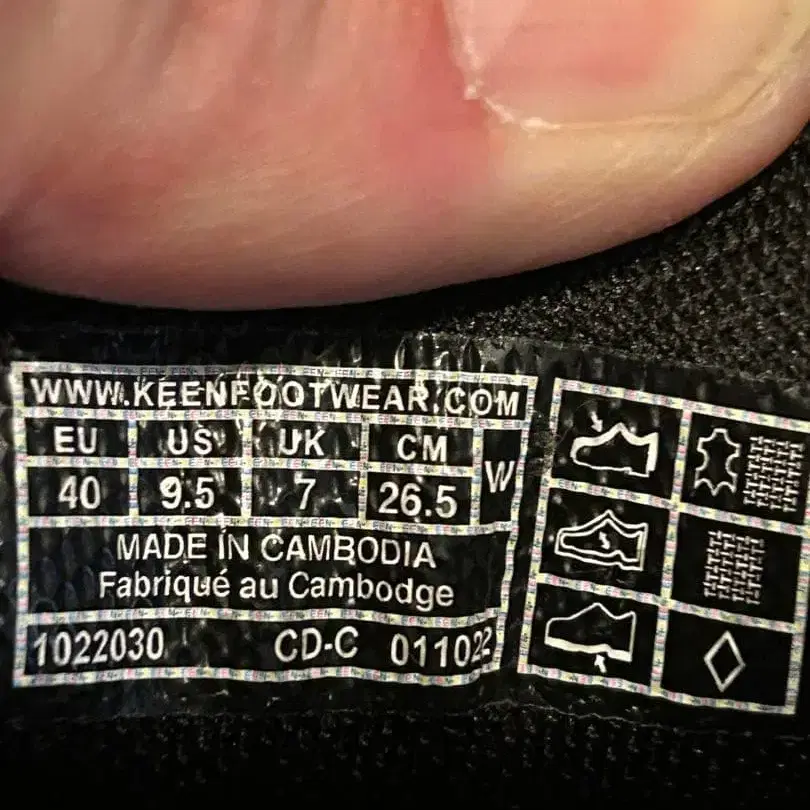 WWW.KEENFOOTWEAR.COM
EU US UK CM W
40 9.5 7 26.5
MADE IN CAMBODIA
Fabriqué au Cambodge
1022030 CD-C 011022